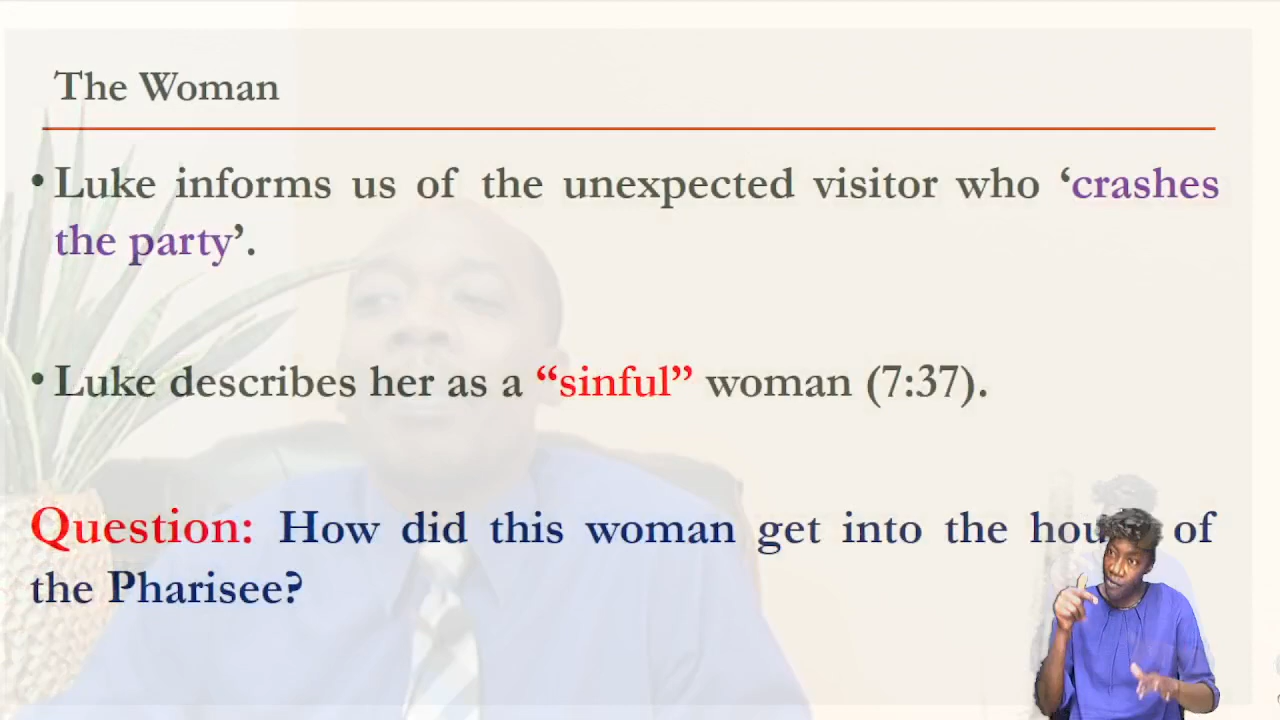 The Woman
• Luke informs us of the unexpected visitor who ‘crashes
the party’.
• Luke describes her as a “sinful” woman (7:37).
Question: How did this woman get into the of
the Pharisee?